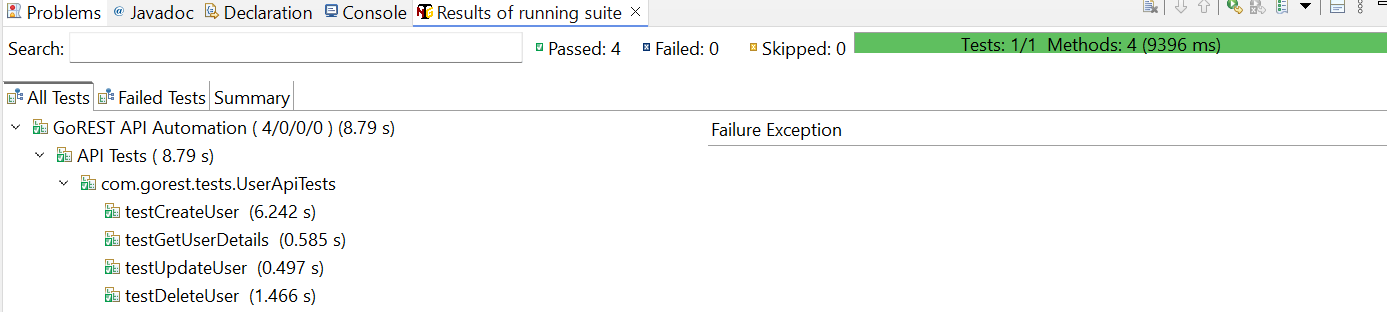 Problems @ Javadoc Declaration Console Results of running suite
Search: Passed: 4 Failed: 0 Skipped: 0 Tests: 1/1 Methods: 4 (9396 ms)
All Tests Failed Tests Summary
GoREST API Automation ( 4/0/0/0 ) (8.79 s)
Failure Exception
API Tests ( 8.79 s)
com.gorest.tests.UserApiTests
testCreateUser (6.242 s)
testGetUserDetails (0.585 s)
testUpdateUser (0.497 s)
testDeleteUser (1.466 s)